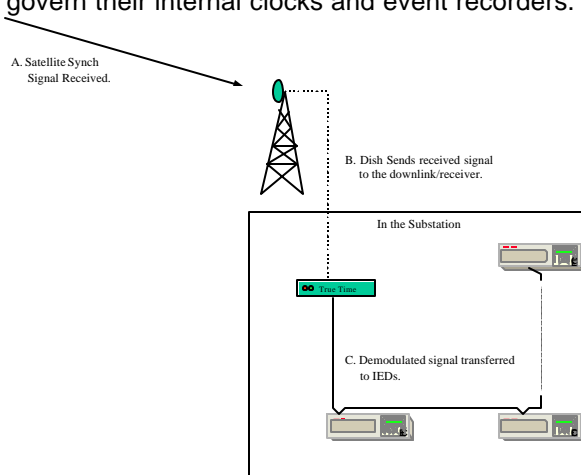 govern their internal clocks and event recorders.
A. Satellite Synch
Signal Received.
B. Dish Sends received signal
to the downlink/receiver.
In the Substation
True Time
C. Demodulated signal transferred
to IEDs.